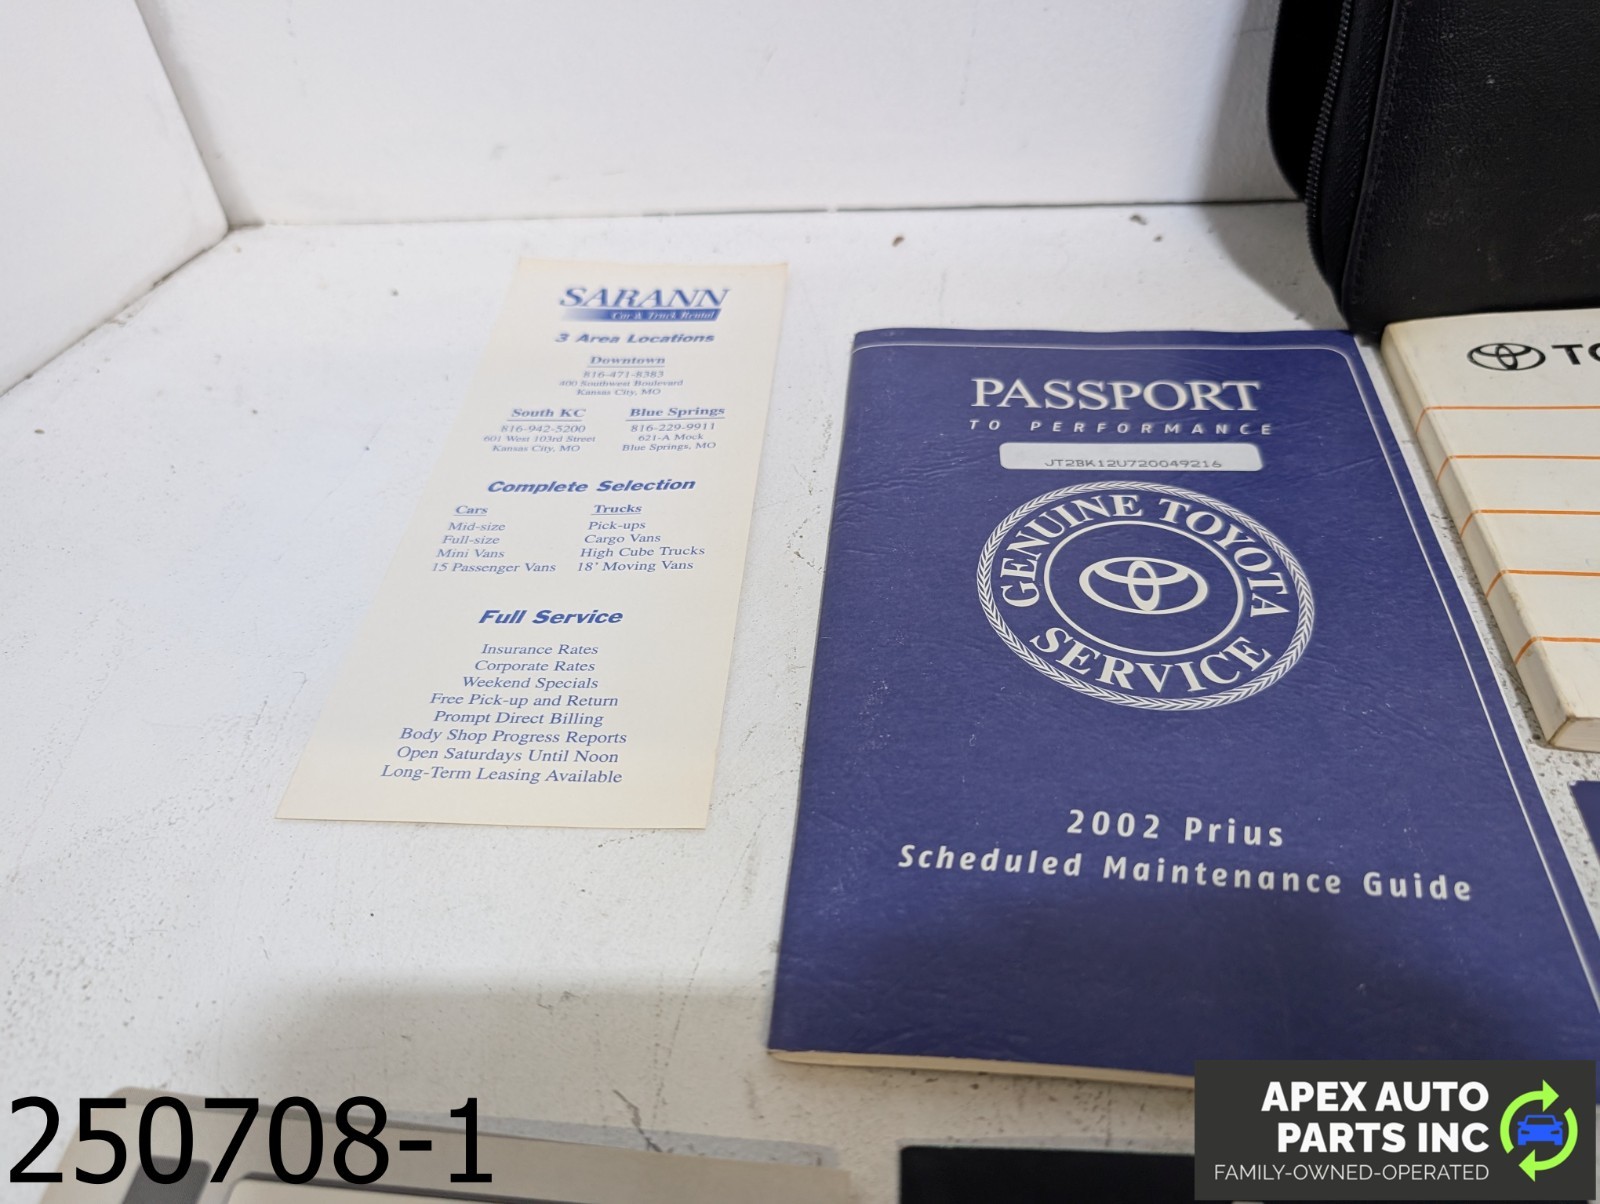 SARANN
Car & Truck Rental
3 Area Locations
Downtown
816-471-8383
400 Southwest Boulevard
Kansas City, MO
South KC
816-942-5200
601 West 103rd Street
Kansas City, MO
Blue Springs
816-229-9911
621-A Mock
Blue Springs, MO
Complete Selection
Cars
Mid-size
Full-size
Mini Vans
15 Passenger Vans
Trucks
Pick-ups
Cargo Vans
High Cube Trucks
18' Moving Vans
Full Service
Insurance Rates
Corporate Rates
Weekend Specials
Free Pick-up and Return
Prompt Direct Billing
Body Shop Progress Reports
Open Saturdays Until Noon
Long-Term Leasing Available
PASSPORT
TO PERFORMANCE
JT2BK12U720049216
GENUINE TOYOTA
SERVICE
2002 Prius
Scheduled Maintenance Guide
250708-1
APEX AUTO
PARTS INC
FAMILY-OWNED-OPERATED